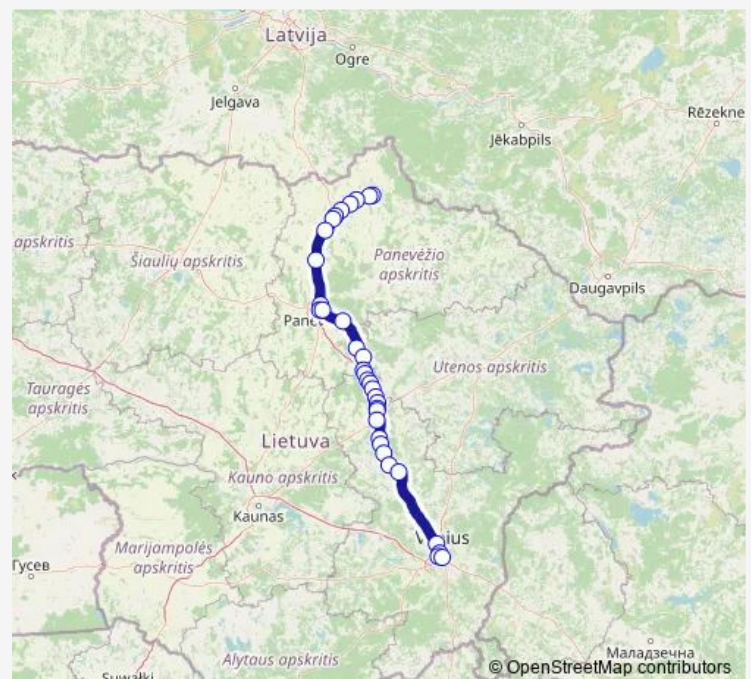 Latvija
Ogre
Jelgava
Rēzekne
Jēkabpils
apskritis
Šiaulių apskritis
Panevėžio
apskritis
Daugavpils
Utenos apskritis
Tauragės
apskritis
Lietuva
Kauno apskritis
Kaunas
Marijampolės
apskritis
Гусев
Маладзечна
Alytaus apskritis
Suwałki
© OpenStreetMap contributors